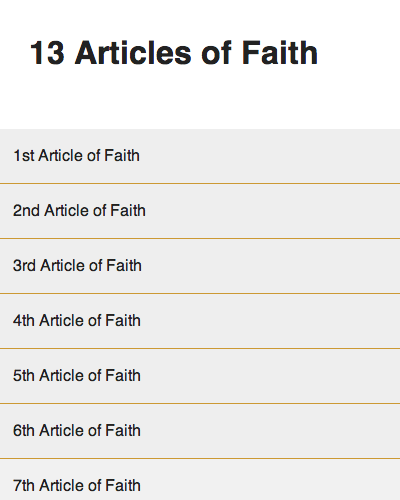 13 Articles of Faith
1st Article of Faith
2nd Article of Faith
3rd Article of Faith
4th Article of Faith
5th Article of Faith
6th Article of Faith
7th Article of Faith